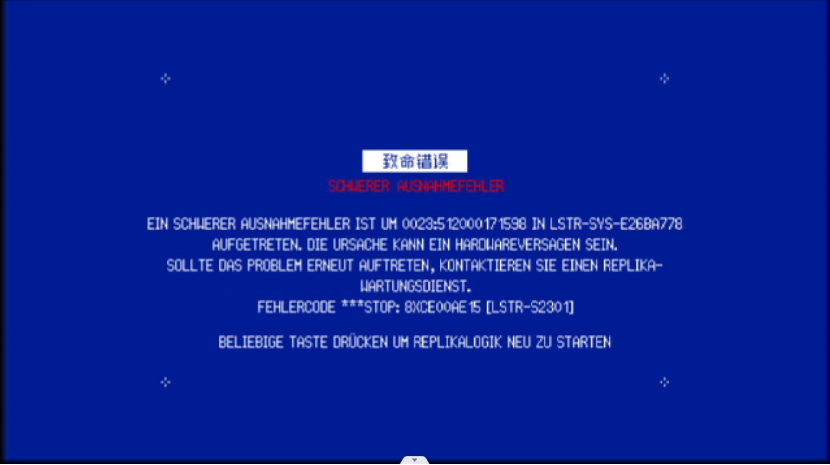 致命错误
SCHWERER AUSNAHMEFEHLER
EIN SCHWERER AUSNAHMEFEHLER IST UM 0023:512000171598 IN LSTR-SYS-E26BA778
AUFGETRETEN. DIE URSACHE KANN EIN HARDWAREVERSAGEN SEIN.
SOLLTE DAS PROBLEM ERNEUT AUFTRETEN, KONTAKTIEREN SIE EINEN REPLIKA-
WARTUNGSDIENST.
FEHLERCODE ***STOP: 8XCE00AE15 [LSTR-S2301]
BELIEBIGE TASTE DRÜCKEN UM REPLIKALOGIK NEU ZU STARTEN